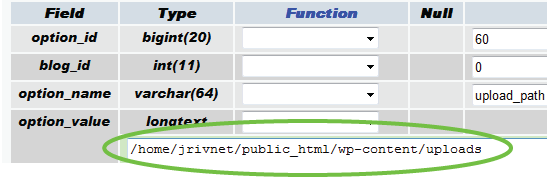 Field Type Function Null
option_id bigint(20) 60
blog_id int(11) 0
option_name varchar(64) upload_path
option_value longtext
/home/jrivnet/public_html/wp-content/uploads